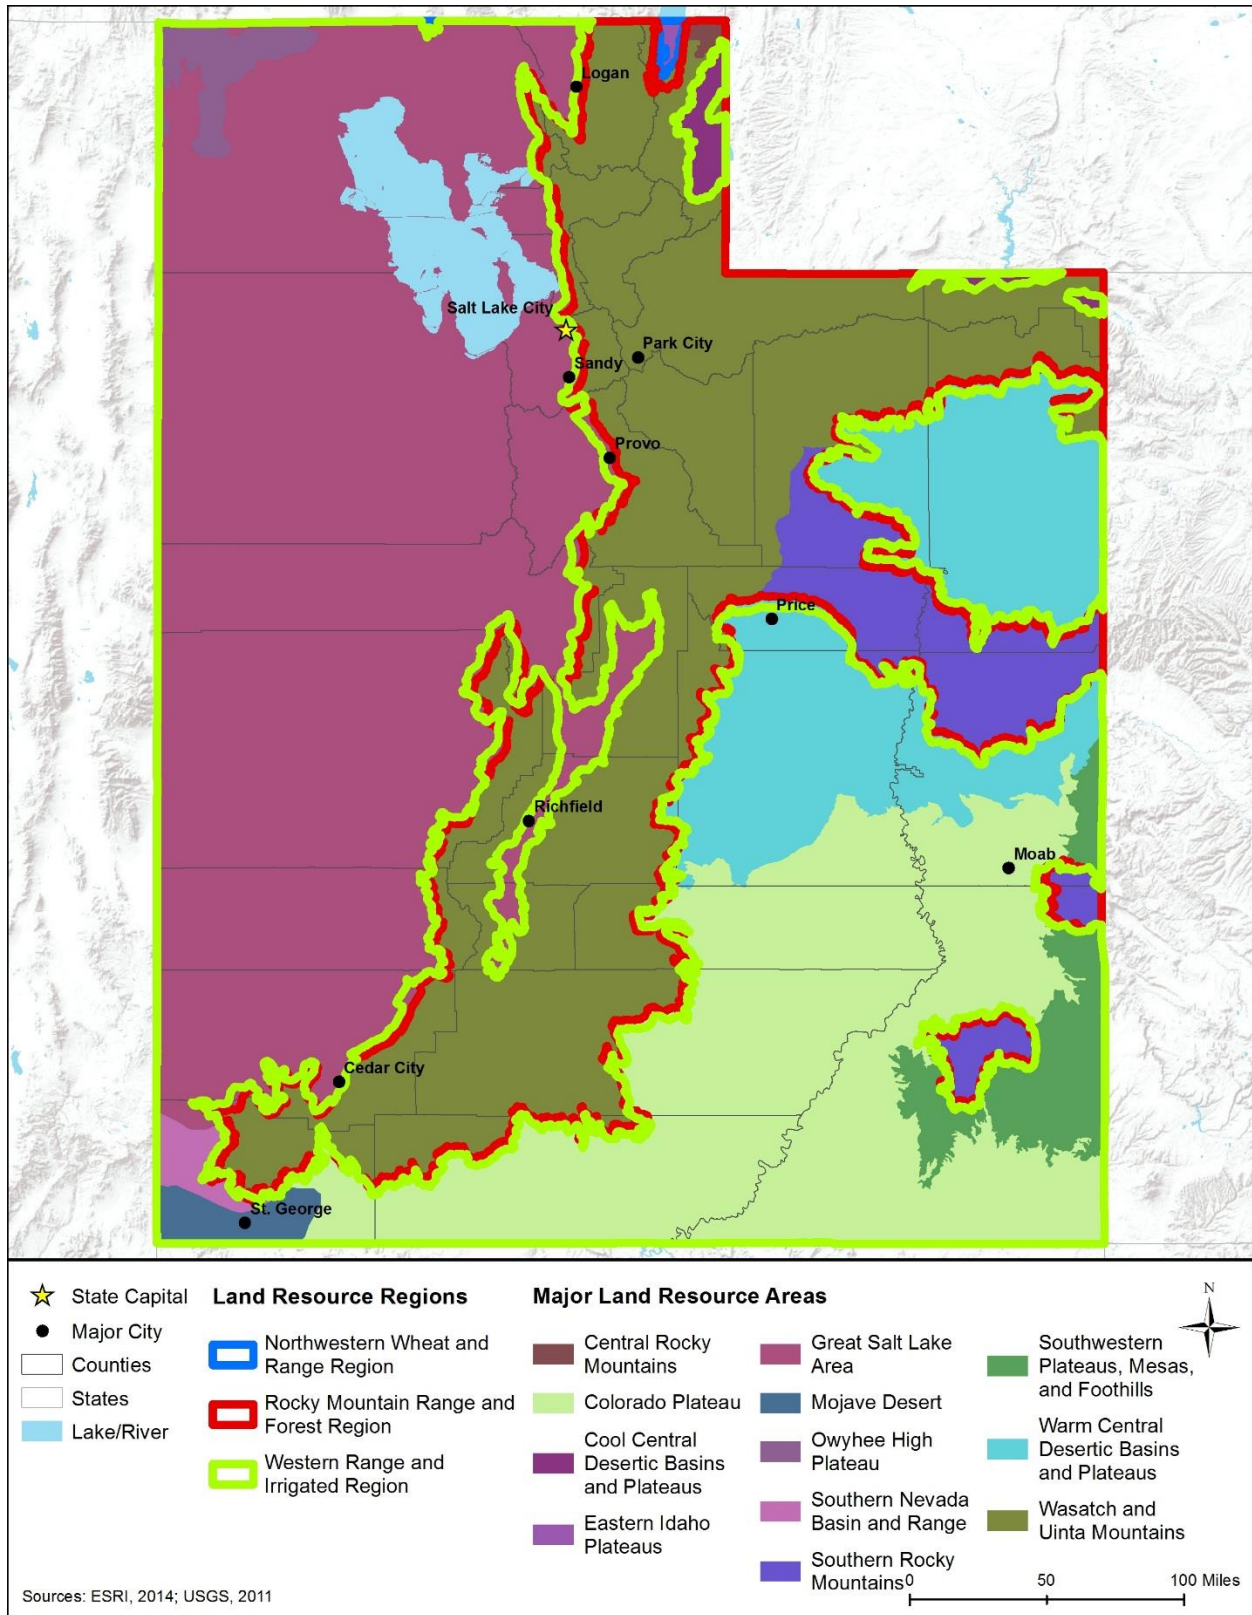 Logan
Salt Lake City
Park City
Sandy
Provo
Price
Richfield
Moab
Cedar City
St. George
State Capital
Major City
Counties
States
Lake/River
Land Resource Regions
Northwestern Wheat and
Range Region
Rocky Mountain Range and
Forest Region
Western Range and
Irrigated Region
Major Land Resource Areas
Central Rocky
Mountains
Colorado Plateau
Cool Central
Desertic Basins
and Plateaus
Eastern Idaho
Plateaus
Great Salt Lake
Area
Mojave Desert
Owyhee High
Plateau
Southern Nevada
Basin and Range
Southern Rocky
Mountains
Southwestern
Plateaus, Mesas,
and Foothills
Warm Central
Desertic Basins
and Plateaus
Wasatch and
Uinta Mountains
N
0 50 100 Miles
Sources: ESRI, 2014; USGS, 2011